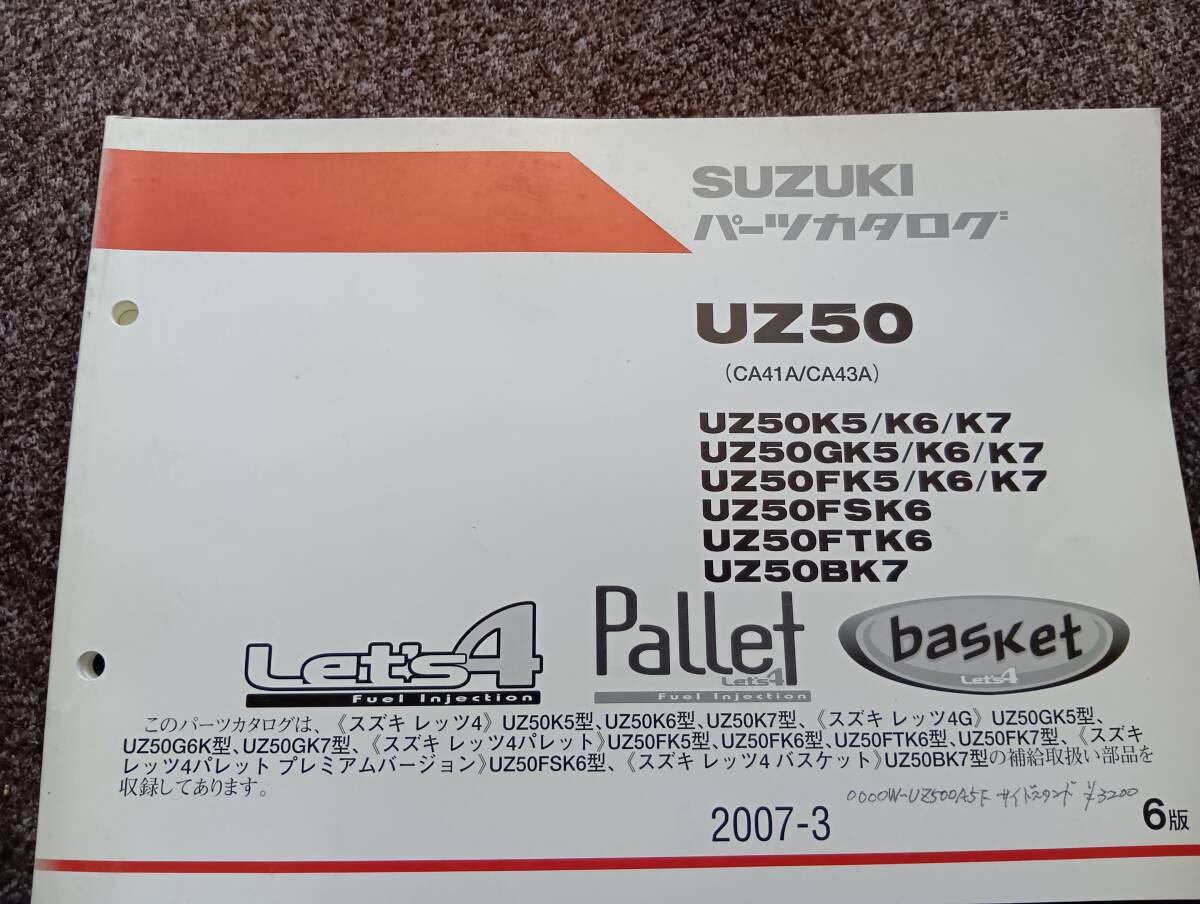 SUZUKI
パーツカタログ
UZ50
（CA41A/CA43A）
UZ50K5/K6/K7
UZ50GK5/K6/K7
UZ50FK5/K6/K7
UZ50FSK6
UZ50FTK6
UZ50BK7
Let's4
Fuel Injection
Pallet
Let's4
Fuel Injection
basket
Let's4
このパーツカタログは、《スズキ レッツ4》UZ50K5型、UZ50K6型、UZ50K7型、《スズキ レッツ4G》UZ50GK5型、
UZ50G6K型、UZ50GK7型、《スズキ レッツ4パレット》UZ50FK5型、UZ50FK6型、UZ50FTK6型、UZ50FK7型、《スズキ
レッツ4パレット プレミアムバージョン》UZ50FSK6型、《スズキ レッツ4 バスケット》UZ50BK7型の補給取扱い部品を
収録してあります。
0000W-UZ500A5F サイドスタンド ¥3200
2007-3
6版